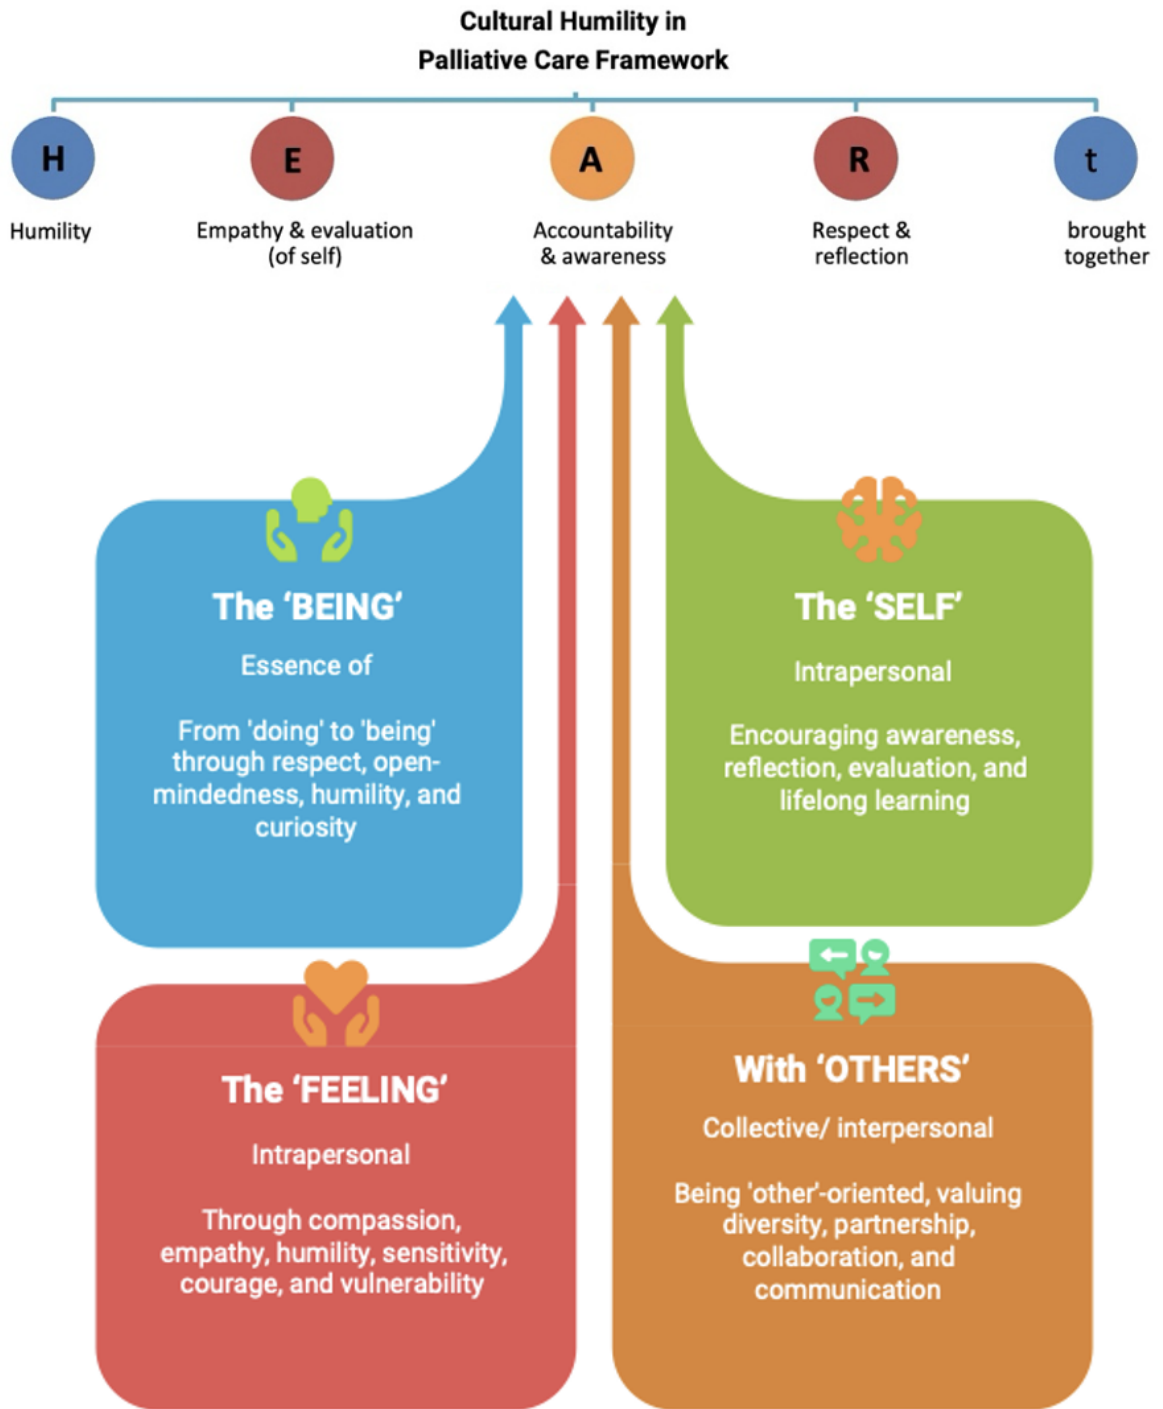 Cultural Humility in
Palliative Care Framework
H
E
A
R
t
Humility
Empathy & evaluation
(of self)
Accountability
& awareness
Respect &
reflection
brought
together
The ‘BEING’
Essence of
From 'doing' to 'being'
through respect, open-
mindedness, humility, and
curiosity
The ‘SELF’
Intrapersonal
Encouraging awareness,
reflection, evaluation, and
lifelong learning
The ‘FEELING’
Intrapersonal
Through compassion,
empathy, humility, sensitivity,
courage, and vulnerability
With ‘OTHERS’
Collective/ interpersonal
Being 'other'-oriented, valuing
diversity, partnership,
collaboration, and
communication